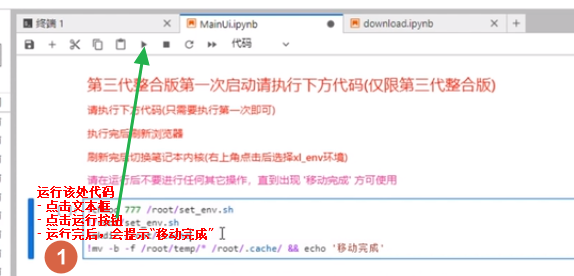 终端 1
MainUi.ipynb
download.ipynb
代码
第三代整合版第一次启动请执行下方代码(仅限第三代整合版)
请执行下方代码(只需要执行第一次即可)
执行完后刷新浏览器
刷新完后切换笔记本内核(右上角点击后选择xl_env环境)
请在运行后不要进行任何其它操作，直到出现 '移动完成' 方可使用
运行该处代码
- 点击文本框
- 点击运行按钮
- 运行完后，会提示“移动完成”
777 /root/set_env.sh
set_env.sh
!mv -b -f /root/temp/* /root/.cache/ && echo '移动完成'
1